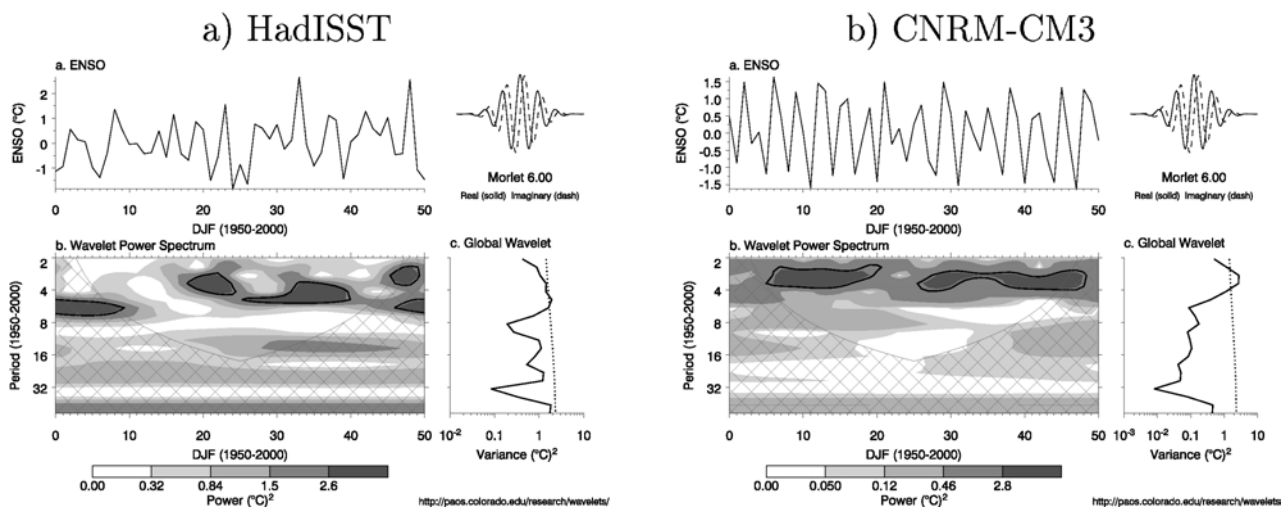 a) HadISST
a. ENSO
ENSO (°C)
2
1
0
-1
0 10 20 30 40 50
DJF (1950-2000)
Morlet 6.00
Real (solid) Imaginary (dash)
b. Wavelet Power Spectrum
Period (1950-2000)
2
4
8
16
32
0 10 20 30 40 50
DJF (1950-2000)
0.00 0.32 0.84 1.5 2.6
Power (°C)²
c. Global Wavelet
10⁻² 0.1 1 10
Variance (°C)²
http://paos.colorado.edu/research/wavelets/
b) CNRM-CM3
a. ENSO
ENSO (°C)
1.5
1.0
0.5
0.0
-0.5
-1.0
-1.5
0 10 20 30 40 50
DJF (1950-2000)
Morlet 6.00
Real (solid) Imaginary (dash)
b. Wavelet Power Spectrum
Period (1950-2000)
2
4
8
16
32
0 10 20 30 40 50
DJF (1950-2000)
0.00 0.050 0.12 0.46 2.8
Power (°C)²
c. Global Wavelet
10⁻³ 10⁻² 0.1 1 10
Variance (°C)²
http://paos.colorado.edu/research/wavelets